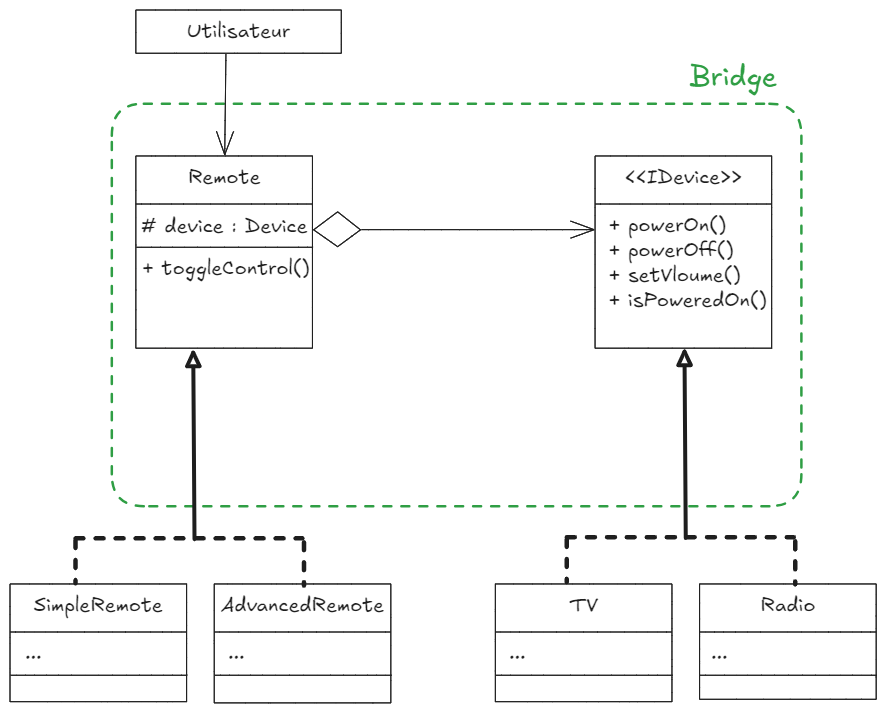 Utilisateur
Bridge
Remote
# device : Device
+ toggleControl()
<<IDevice>>
+ powerOn()
+ powerOff()
+ setVloume()
+ isPoweredOn()
SimpleRemote
...
AdvancedRemote
...
TV
...
Radio
...